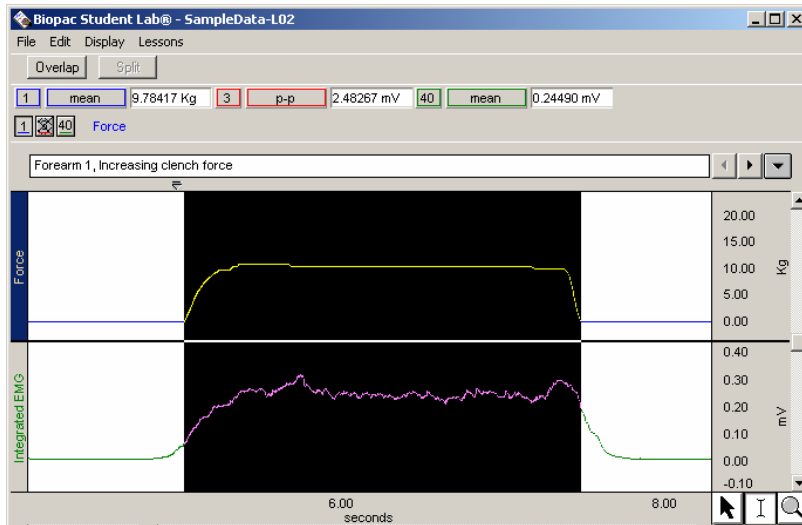 Biopac Student Lab® - SampleData-L02
File Edit Display Lessons
Overlap Split
1 mean 9.78417 Kg 3 p-p 2.48267 mV 40 mean 0.24490 mV
1 3 40 Force
Forearm 1, Increasing clench force
Force
20.00
15.00
10.00
5.00
0.00
Kg
Integrated EMG
0.40
0.30
0.20
0.10
0.00
-0.10
mV
6.00 8.00
seconds